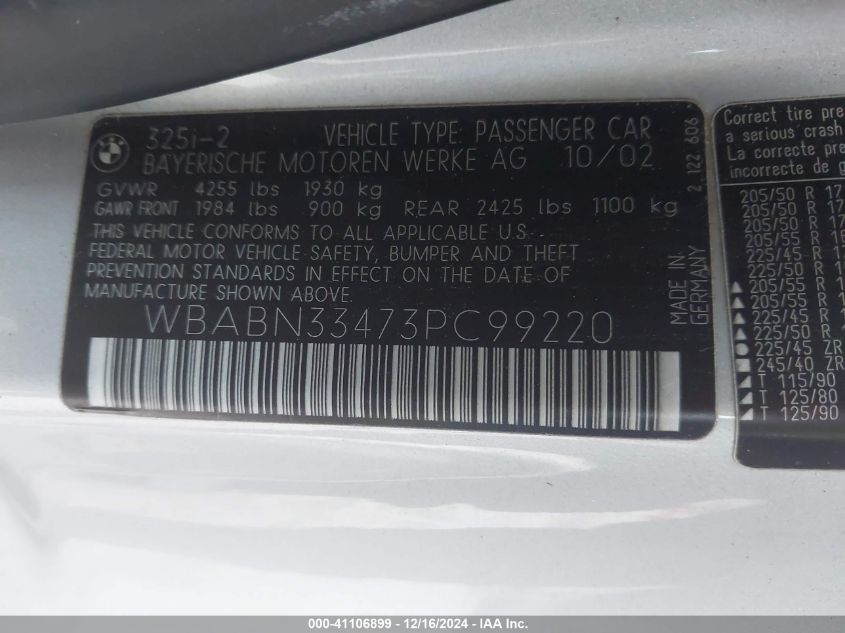 325i-2 VEHICLE TYPE: PASSENGER CAR
BAYERISCHE MOTOREN WERKE AG 10/02
GVWR 4255 lbs 1930 kg
GAWR FRONT 1984 lbs 900 kg REAR 2425 lbs 1100 kg
THIS VEHICLE CONFORMS TO ALL APPLICABLE U.S.
FEDERAL MOTOR VEHICLE SAFETY, BUMPER AND THEFT
PREVENTION STANDARDS IN EFFECT ON THE DATE OF
MANUFACTURE SHOWN ABOVE.
WBABN33473PC99220
MADE IN
GERMANY
2 122 606
Correct tire pre
a serious crash
La correcte pre
incorrecte de g
205/50 R 17
205/50 R 17
205/50 R
205/55 R
225/45 R
225/50 R
205/55 R
205/55 R
225/45 R
225/50 R
225/45 ZR
245/40 ZR
T 115/90
T 125/80
T 125/90
000-41106899 / 12/16/2024 - Copyright IAA, Inc.